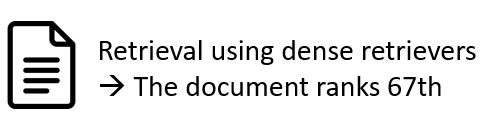 Retrieval using dense retrievers
→ The document ranks 67th